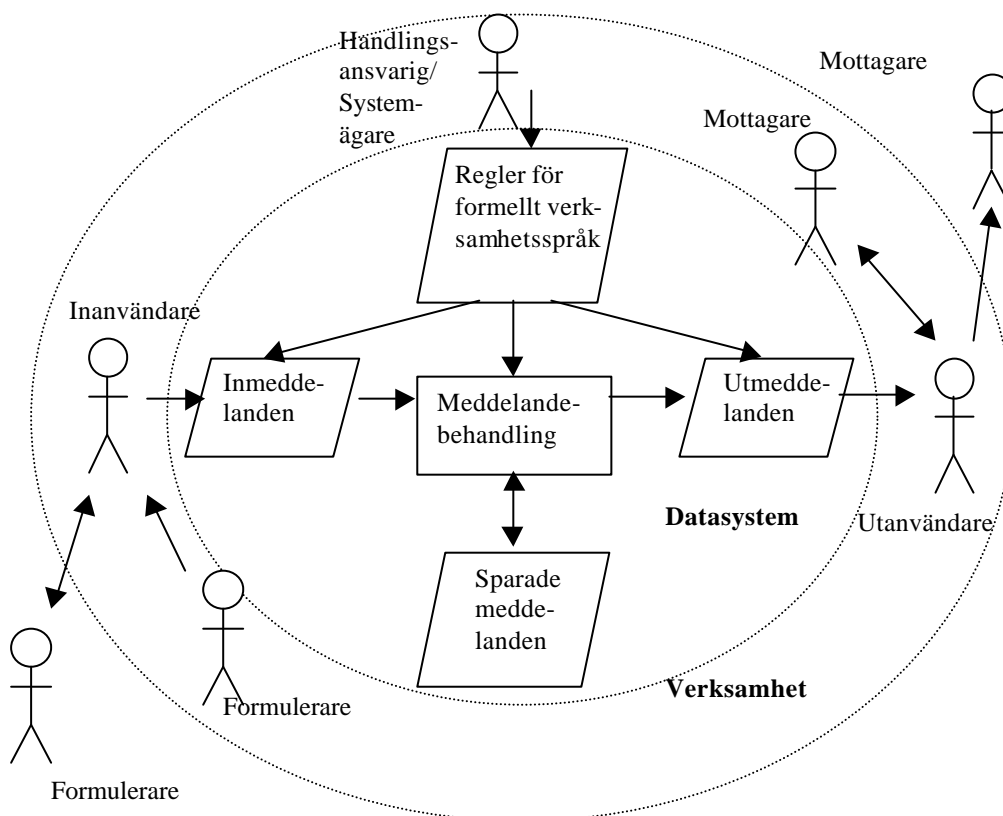 Handlings-
ansvarig/
System-
ägare
Mottagare
Mottagare
Regler för
formellt verk-
samhetsspråk
Inanvändare
Inmedde-
landen
Meddelande-
behandling
Utmedde-
landen
Datasystem
Utanvändare
Sparade
medde-
landen
Verksamhet
Formulerare
Formulerare